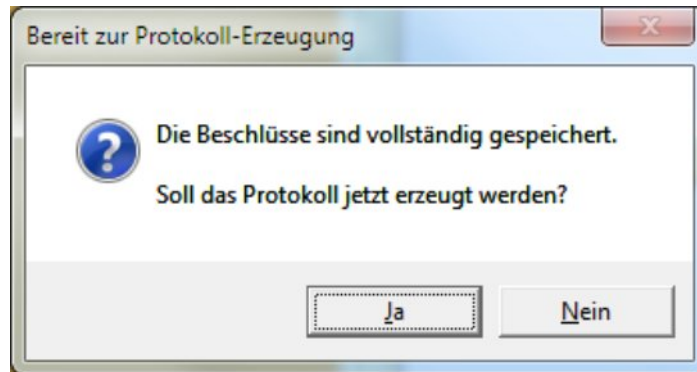 Bereit zur Protokoll-Erzeugung
Die Beschlüsse sind vollständig gespeichert.
Soll das Protokoll jetzt erzeugt werden?
Ja
Nein